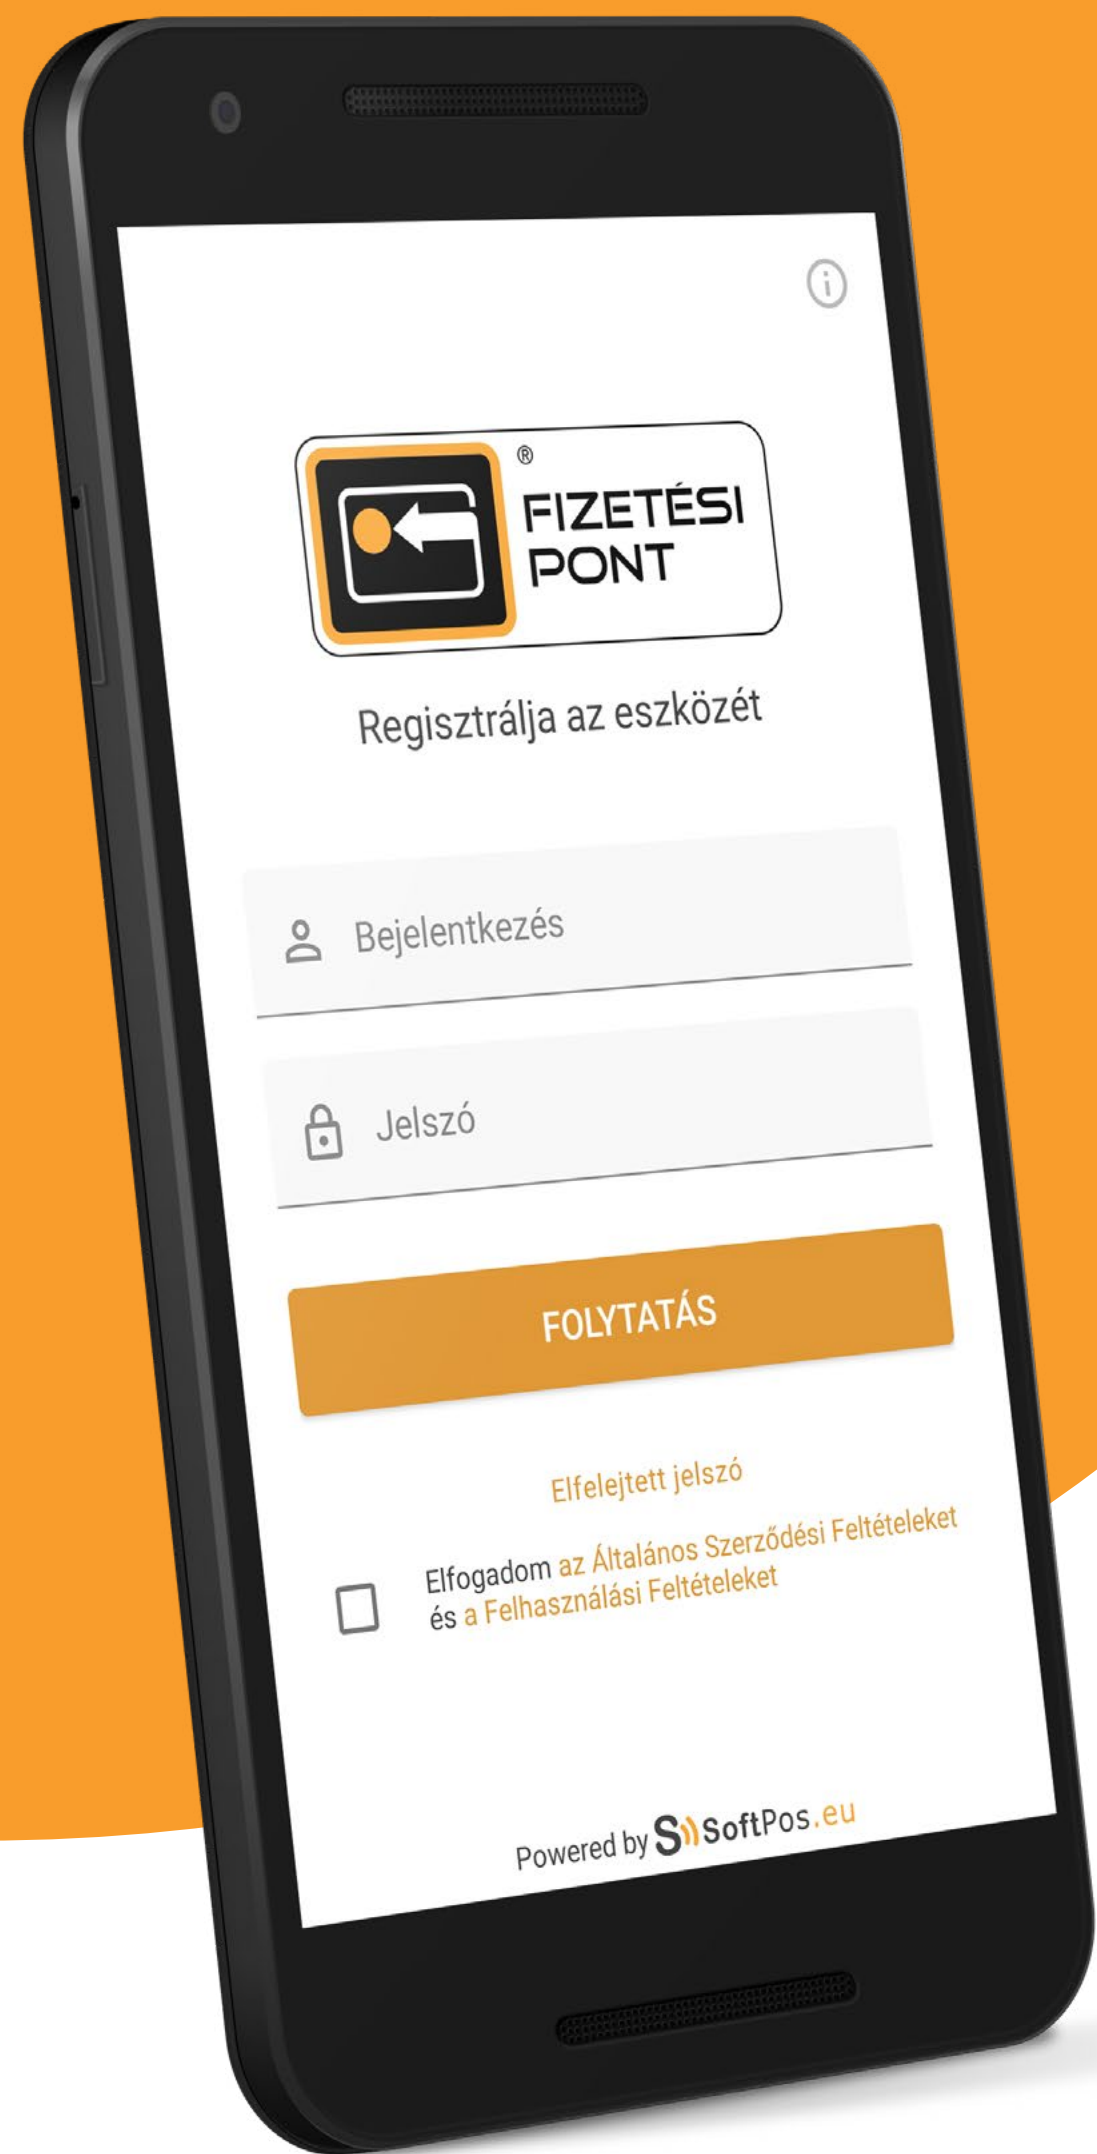 ®
FIZETÉSI
PONT
Regisztrálja az eszközét
Bejelentkezés
Jelszó
FOLYTATÁS
Elfelejtett jelszó
Elfogadom az Általános Szerződési Feltételeket
és a Felhasználási Feltételeket
Powered by SoftPos.eu